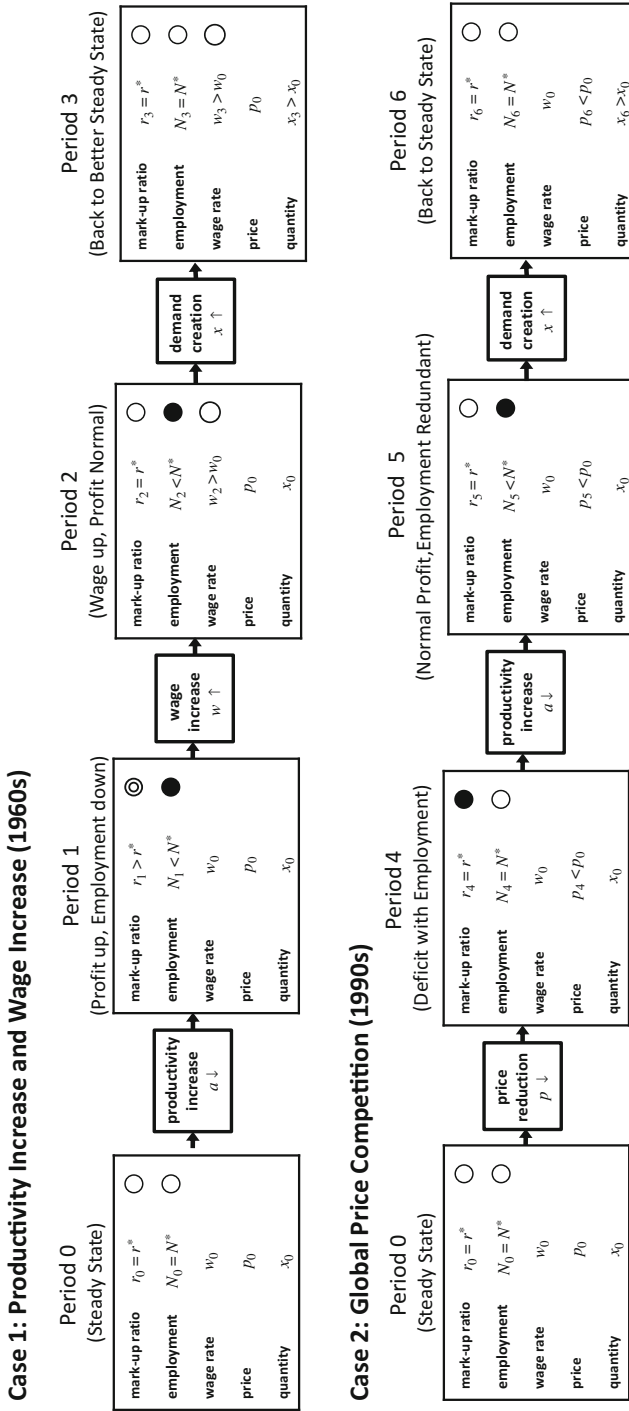 Case 1: Productivity Increase and Wage Increase (1960s)
Period 0
(Steady State)
mark-up ratio r0 = r*
employment N0 = N*
wage rate w0
price p0
quantity x0
productivity
increase
a ↓
Period 1
(Profit up, Employment down)
mark-up ratio r1 > r*
employment N1 < N*
wage rate w0
price p0
quantity x0
wage
increase
w ↑
Period 2
(Wage up, Profit Normal)
mark-up ratio r2 = r*
employment N2 < N*
wage rate w2 > w0
price p0
quantity x0
demand
creation
x ↑
Period 3
(Back to Better Steady State)
mark-up ratio r3 = r*
employment N3 = N*
wage rate w3 > w0
price p0
quantity x3 > x0
Case 2: Global Price Competition (1990s)
Period 0
(Steady State)
mark-up ratio r0 = r*
employment N0 = N*
wage rate w0
price p0
quantity x0
price
reduction
p ↓
Period 4
(Deficit with Employment)
mark-up ratio r4 = r*
employment N4 = N*
wage rate w0
price p4 < p0
quantity x0
productivity
increase
a ↓
Period 5
(Normal Profit,Employment Redundant)
mark-up ratio r5 = r*
employment N5 < N*
wage rate w0
price p5 < p0
quantity x0
demand
creation
x ↑
Period 6
(Back to Steady State)
mark-up ratio r6 = r*
employment N6 = N*
wage rate w0
price p6 < p0
quantity x6 > x0